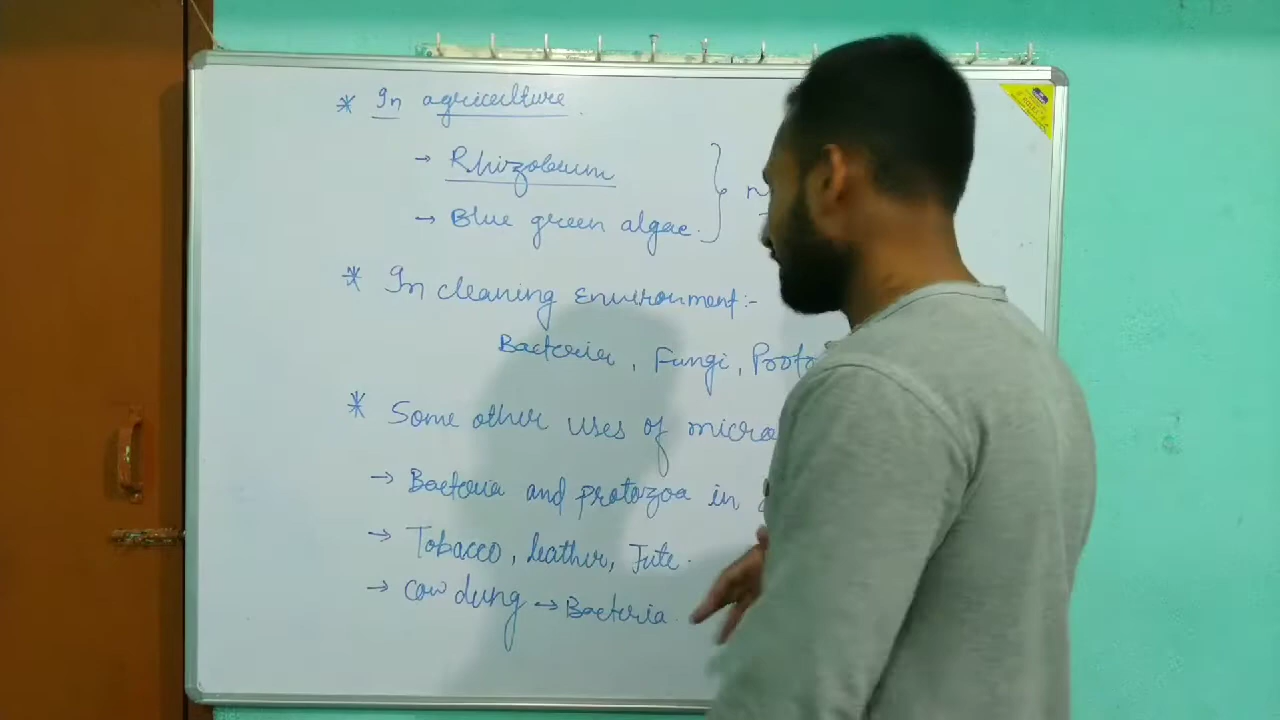 * In agriculture.
→ Rhizobium
→ Blue green algae.
* In cleaning environment:-
Bacteria, Fungi, Proto
* Some other uses of micro
→ Bacteria and protozoa in
→ Tobacco, leather, Jute.
→ Cow dung → Bacteria.